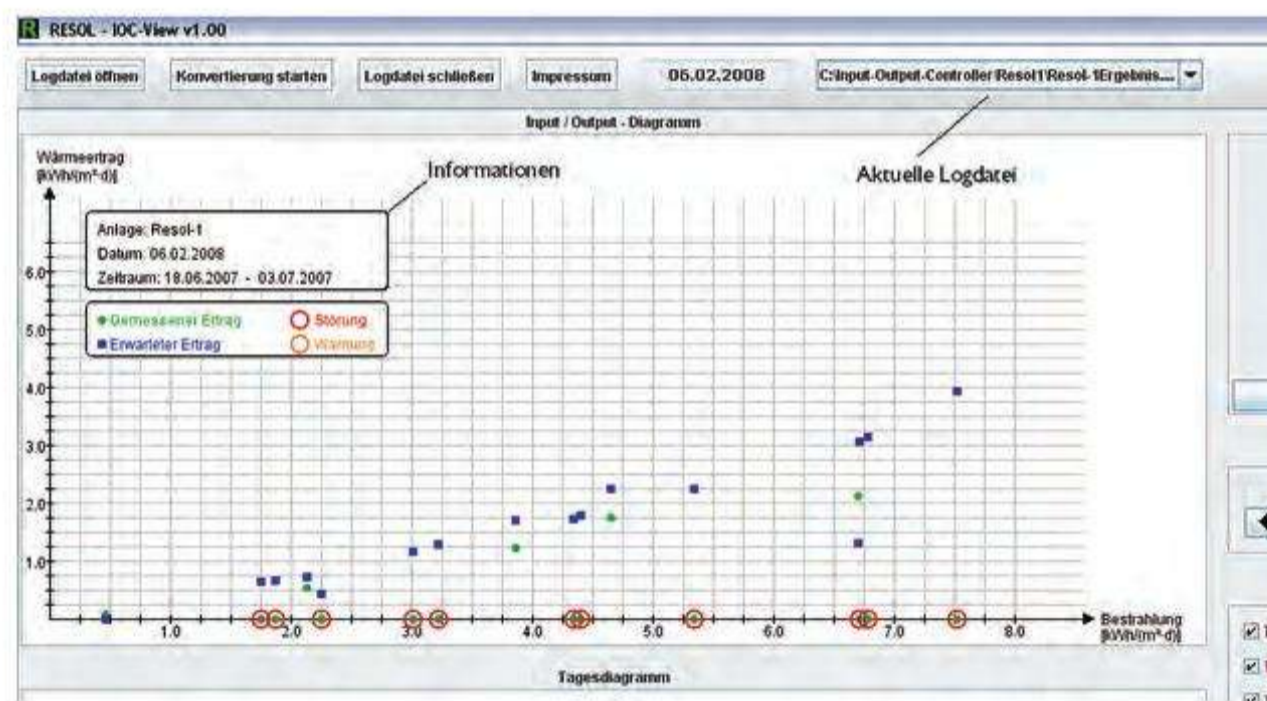 RESOL - IOC-View v1.00
Logdatei öffnen Konvertierung starten Logdatei schließen Impressum 06.02.2008 C:\Input-Output-Controller\Resol1\Resol-1Ergebnis....
Input / Output - Diagramm
Wärmeertrag
[kWh/(m²·d)]
Informationen
Aktuelle Logdatei
Anlage: Resol-1
Datum: 06.02.2008
Zeitraum: 18.06.2007 - 03.07.2007
Gemessener Ertrag Störung
Erwarteter Ertrag Warnung
6.0
5.0
4.0
3.0
2.0
1.0
1.0 2.0 3.0 4.0 5.0 6.0 7.0 8.0
Bestrahlung
[kWh/(m²·d)]
Tagesdiagramm